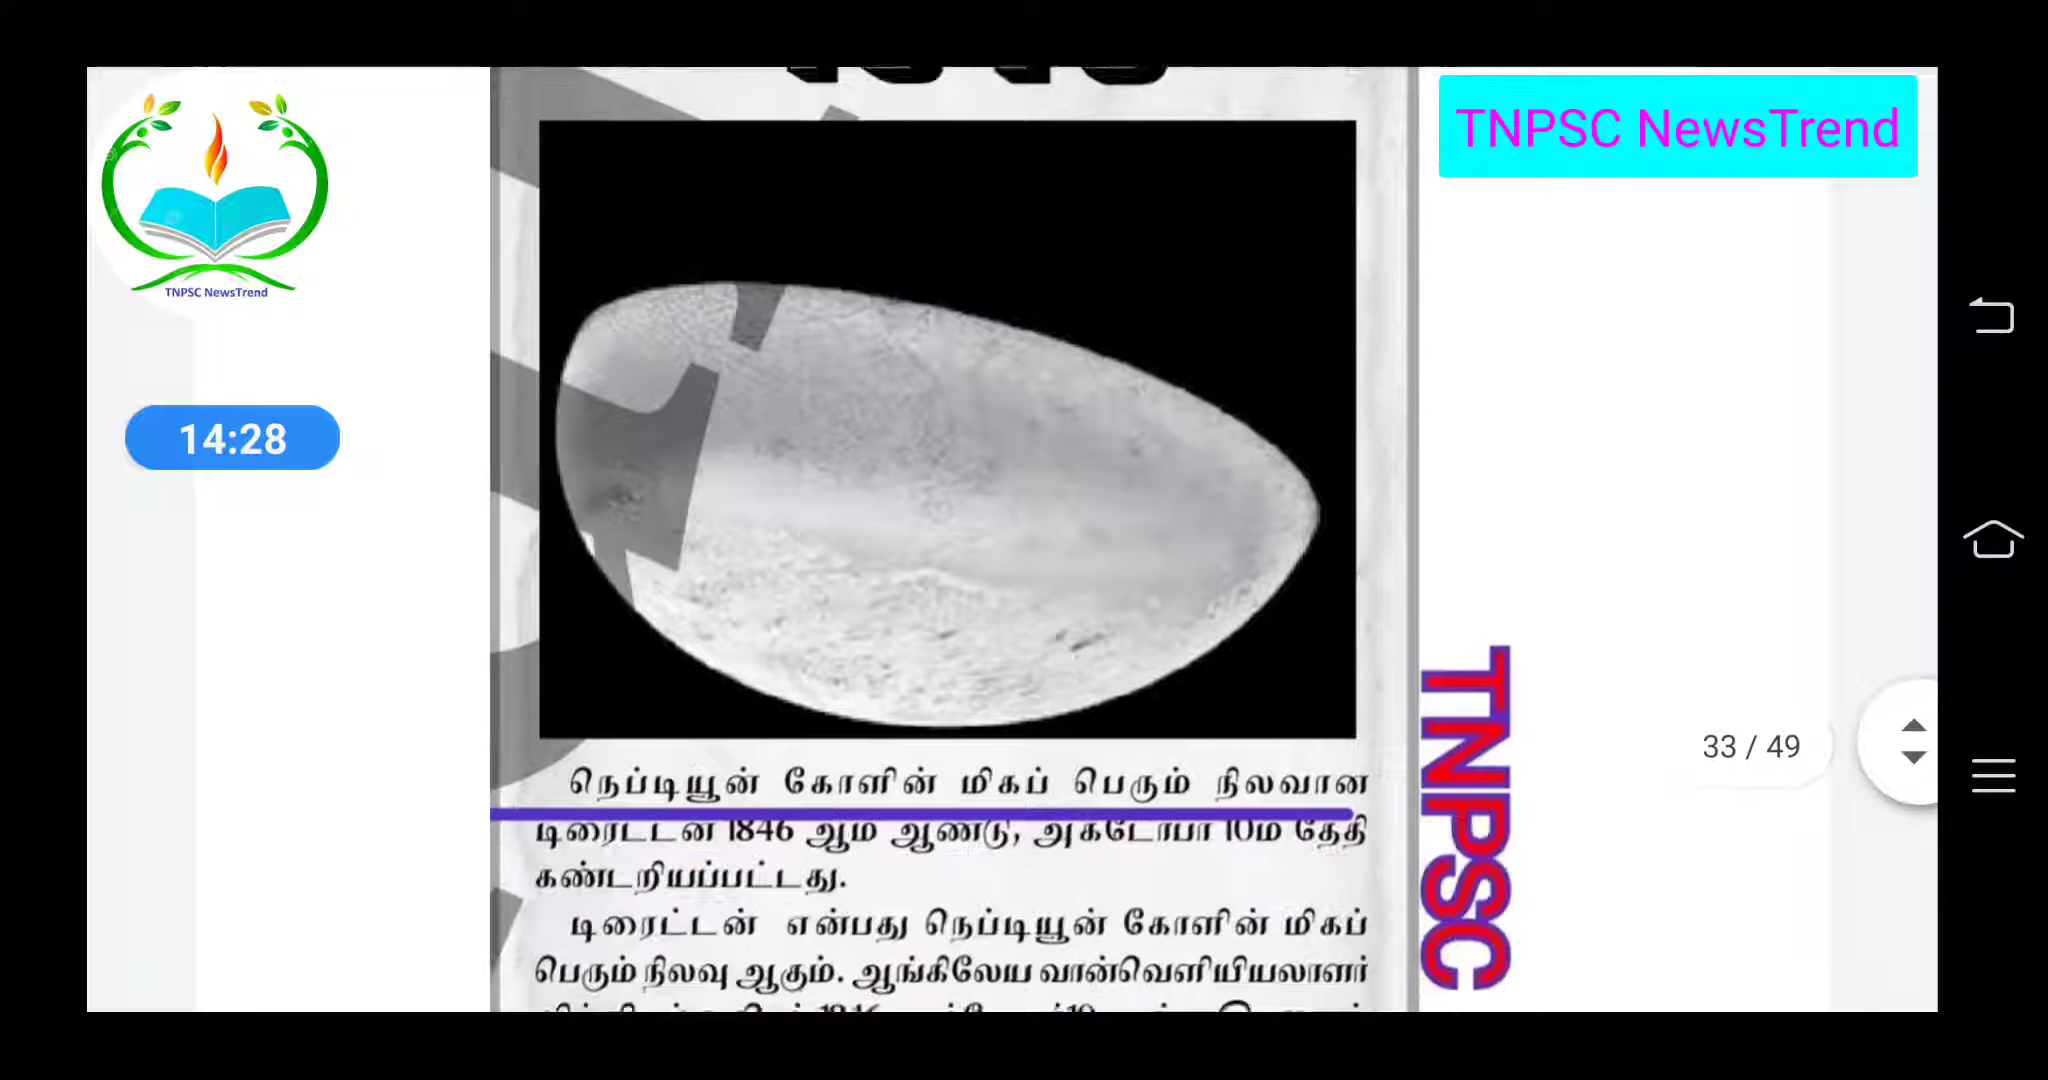 TNPSC NewsTrend
TNPSC NewsTrend
14:28
நெப்டியூன் கோளின் மிகப் பெரும் நிலவான
டிரைட்டன் 1846 ஆம் ஆண்டு, அக்டோபர் 10ம் தேதி
கண்டறியப்பட்டது.
டிரைட்டன் என்பது நெப்டியூன் கோளின் மிகப்
பெரும் நிலவு ஆகும். ஆங்கிலேய வான்வெளியியலாளர்
TNPSC
33 / 49